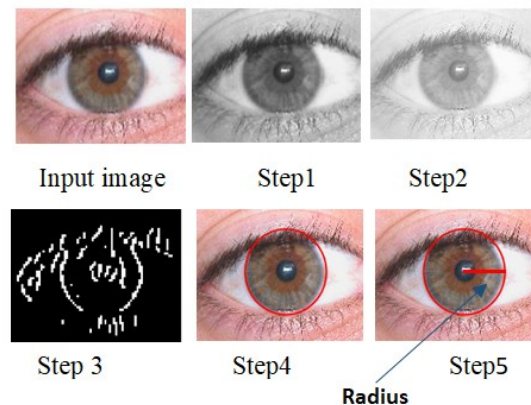 Input image
Step1
Step2
Step 3
Step4
Step5
Radius